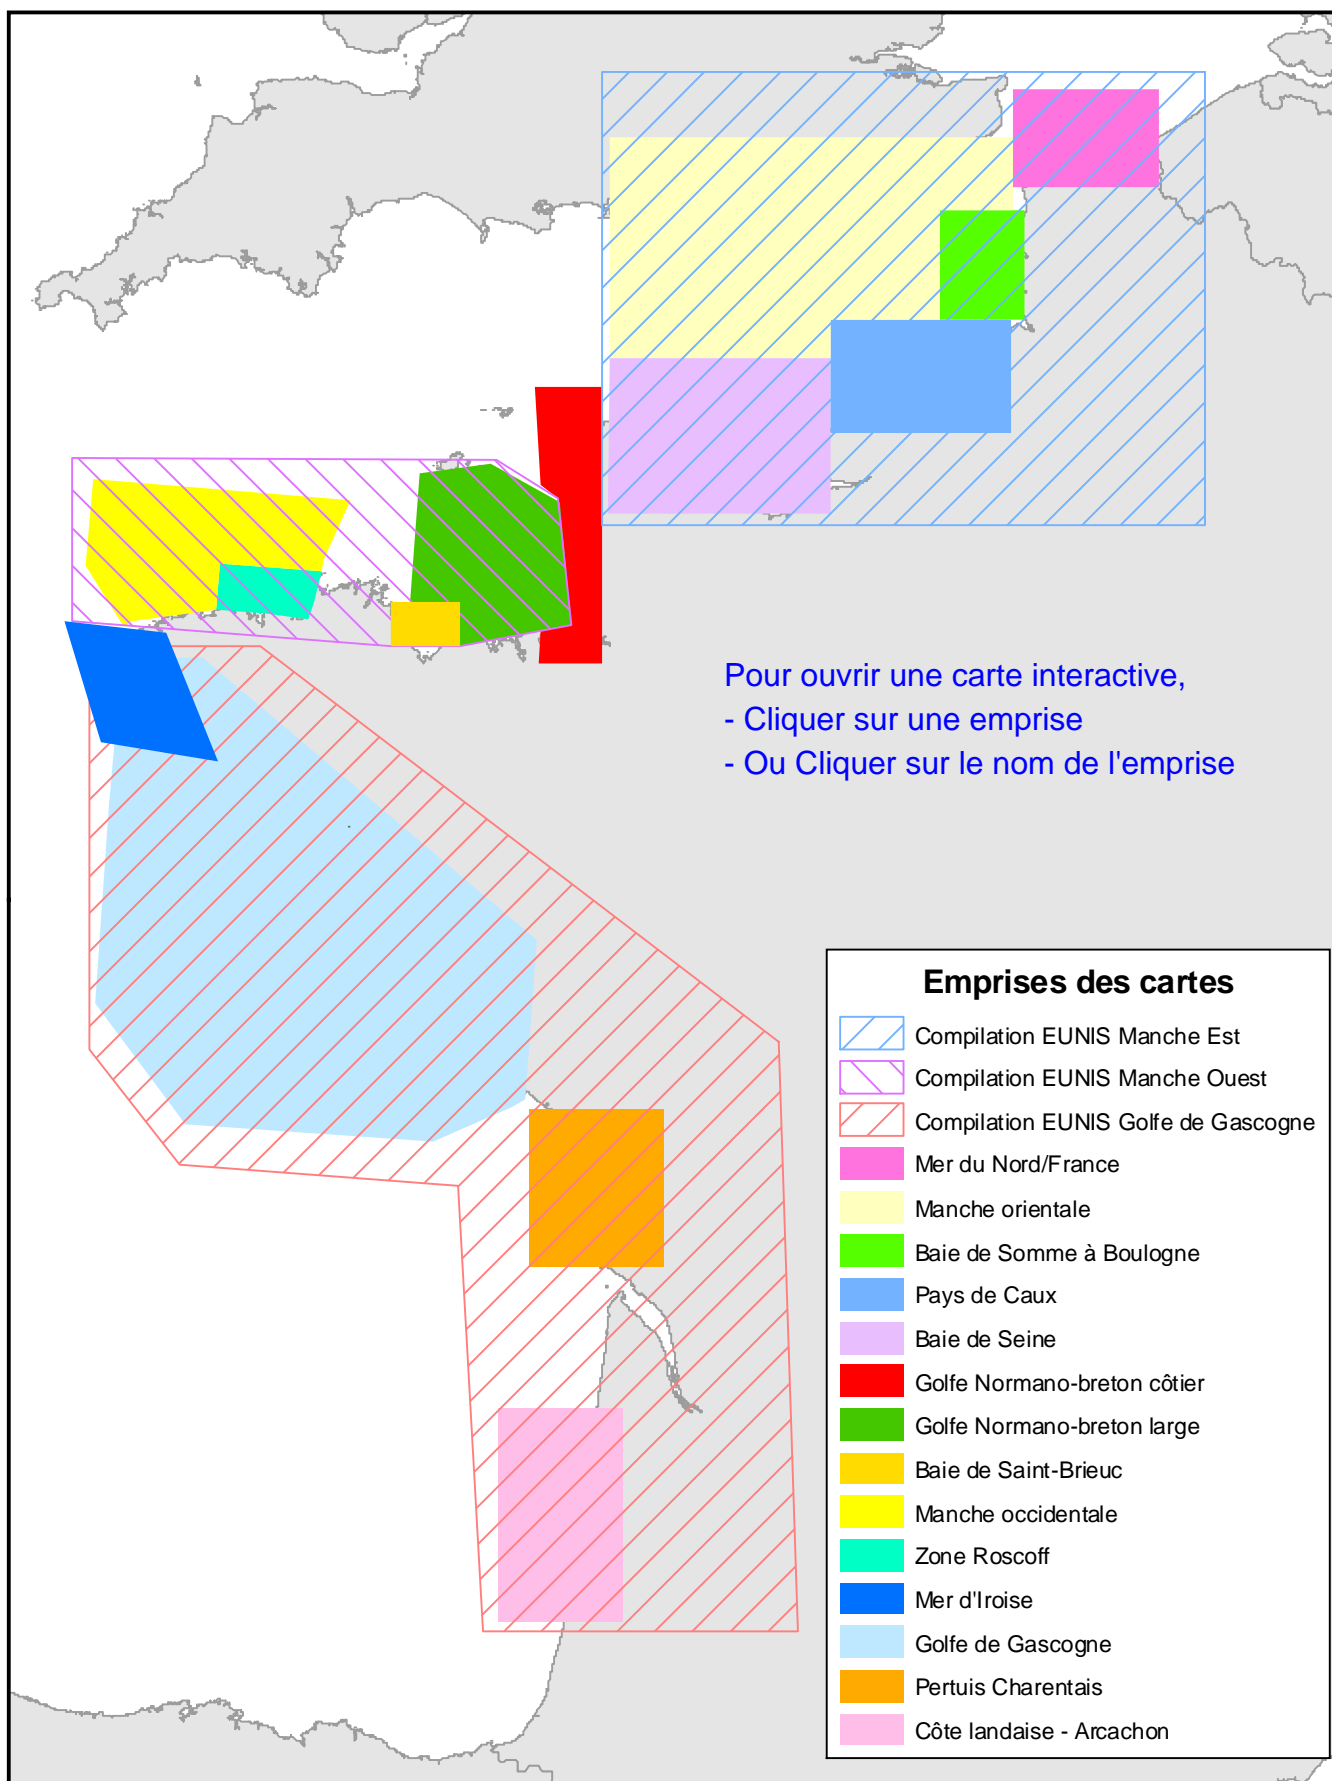 Pour ouvrir une carte interactive,
- Cliquer sur une emprise
- Ou Cliquer sur le nom de l'emprise
Emprises des cartes
Compilation EUNIS Manche Est
Compilation EUNIS Manche Ouest
Compilation EUNIS Golfe de Gascogne
Mer du Nord/France
Manche orientale
Baie de Somme à Boulogne
Pays de Caux
Baie de Seine
Golfe Normano-breton côtier
Golfe Normano-breton large
Baie de Saint-Brieuc
Manche occidentale
Zone Roscoff
Mer d'Iroise
Golfe de Gascogne
Pertuis Charentais
Côte landaise - Arcachon